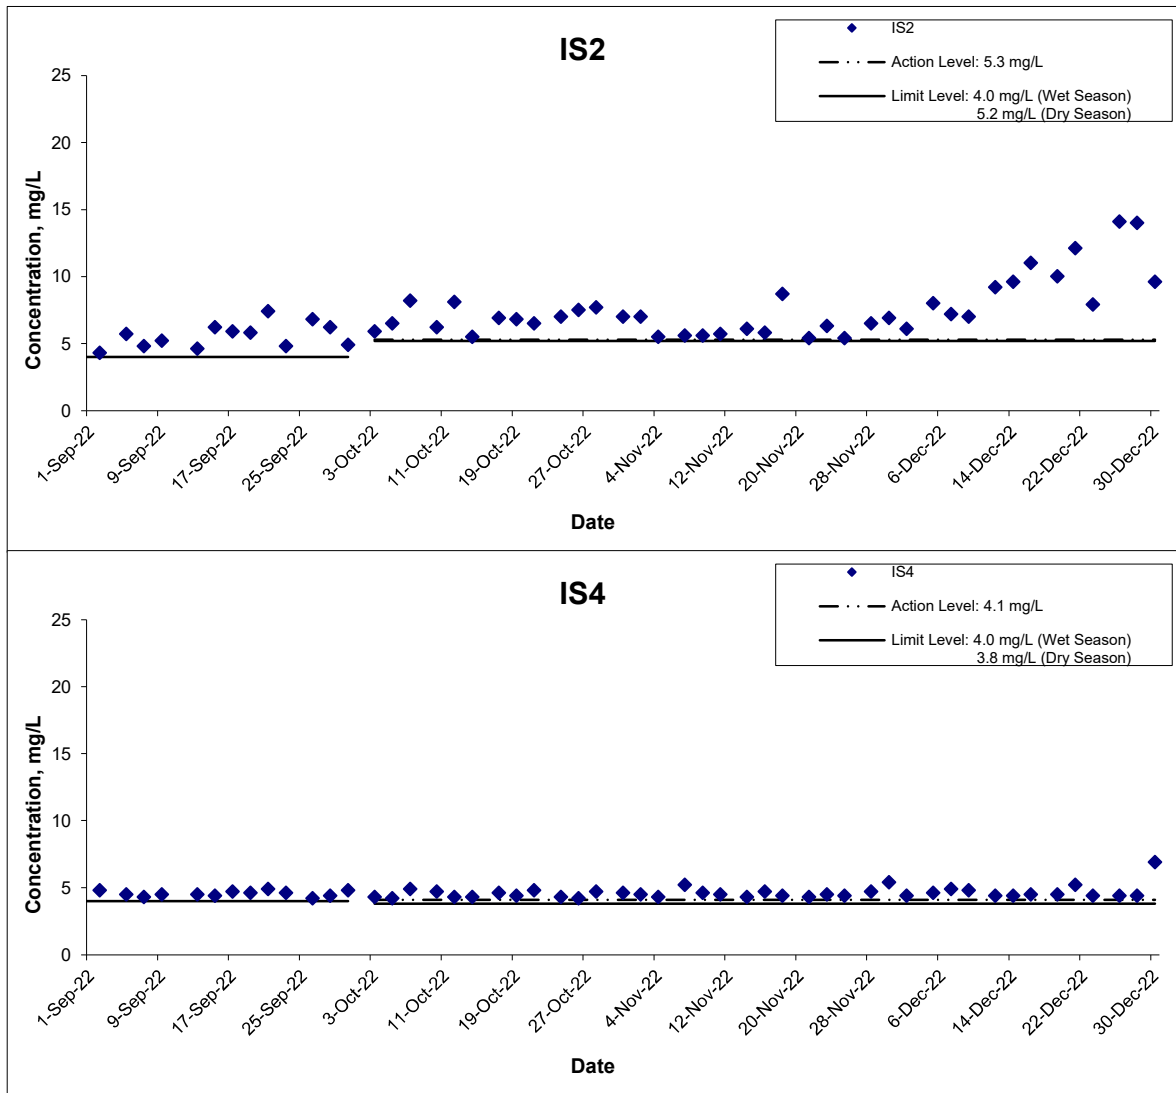 IS2
IS2
Action Level: 5.3 mg/L
Limit Level: 4.0 mg/L (Wet Season)
5.2 mg/L (Dry Season)
Concentration, mg/L
25
20
15
10
5
0
1-Sep-22
9-Sep-22
17-Sep-22
25-Sep-22
3-Oct-22
11-Oct-22
19-Oct-22
27-Oct-22
4-Nov-22
12-Nov-22
20-Nov-22
28-Nov-22
6-Dec-22
14-Dec-22
22-Dec-22
30-Dec-22
Date
IS4
IS4
Action Level: 4.1 mg/L
Limit Level: 4.0 mg/L (Wet Season)
3.8 mg/L (Dry Season)
Concentration, mg/L
25
20
15
10
5
0
1-Sep-22
9-Sep-22
17-Sep-22
25-Sep-22
3-Oct-22
11-Oct-22
19-Oct-22
27-Oct-22
4-Nov-22
12-Nov-22
20-Nov-22
28-Nov-22
6-Dec-22
14-Dec-22
22-Dec-22
30-Dec-22
Date